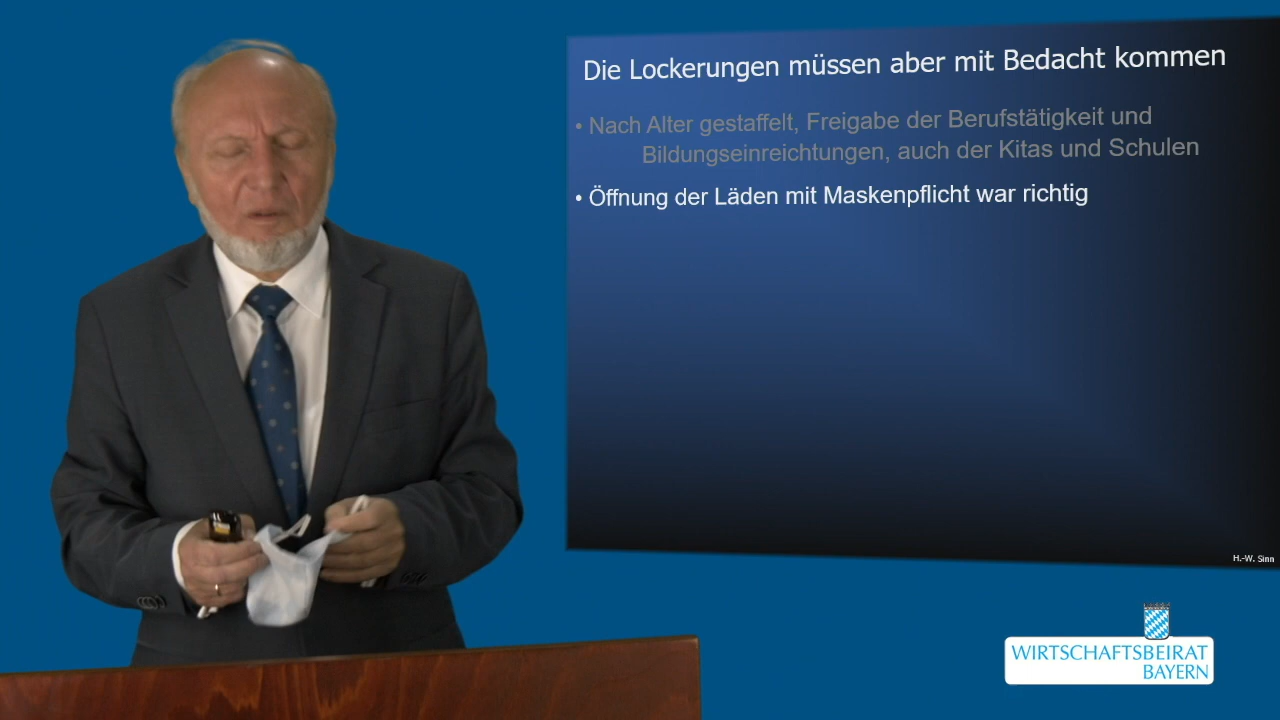 Die Lockerungen müssen aber mit Bedacht kommen
• Nach Alter gestaffelt, Freigabe der Berufstätigkeit und
Bildungseinreichtungen, auch der Kitas und Schulen
• Öffnung der Läden mit Maskenpflicht war richtig
H.-W. Sinn
WIRTSCHAFTSBEIRAT
BAYERN